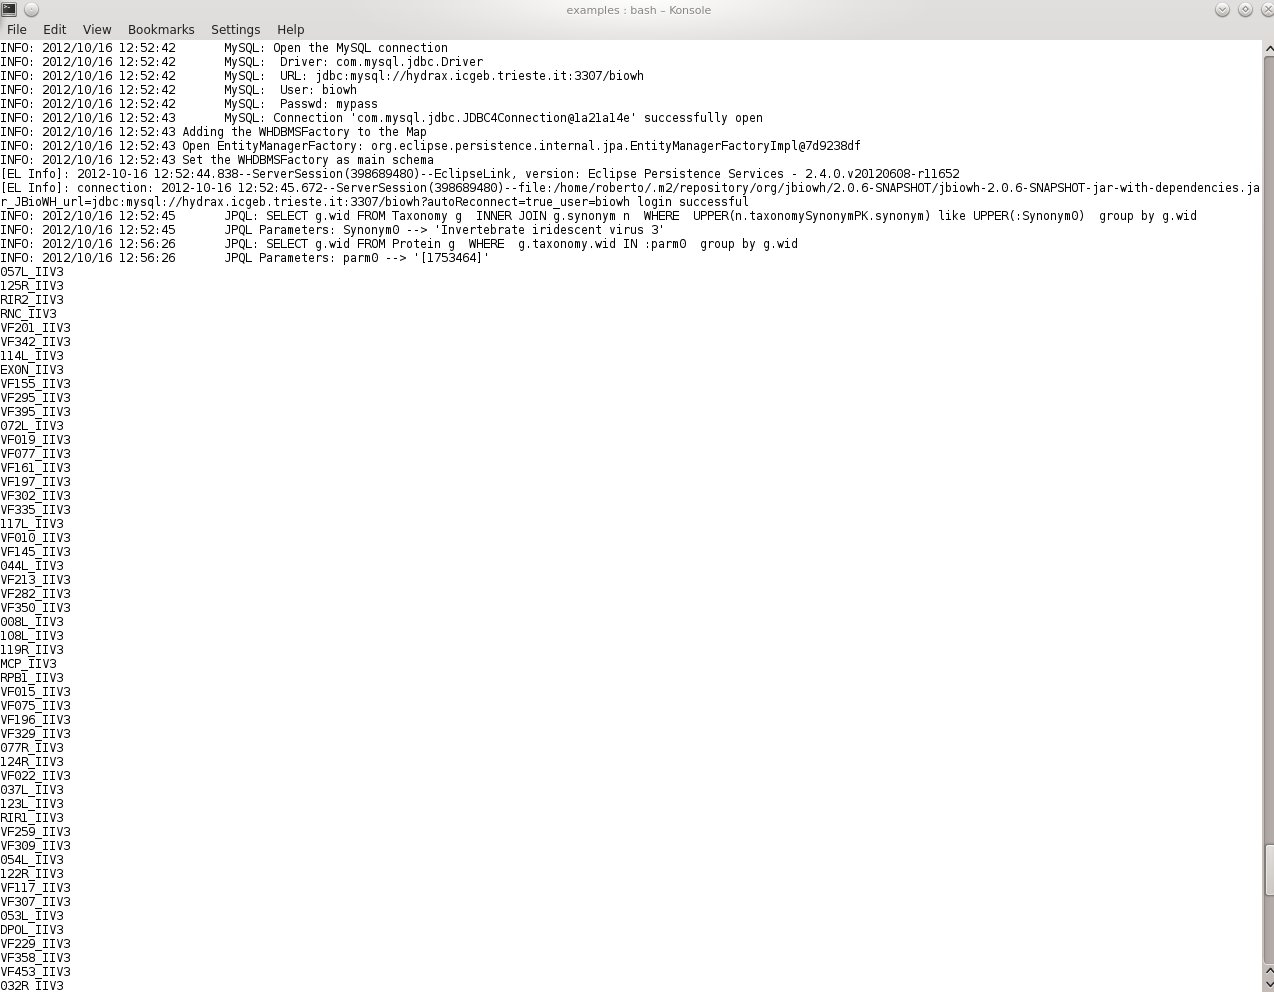 examples : bash – Konsole
File Edit View Bookmarks Settings Help
INFO: 2012/10/16 12:52:42       MySQL: Open the MySQL connection
INFO: 2012/10/16 12:52:42       MySQL:  Driver: com.mysql.jdbc.Driver
INFO: 2012/10/16 12:52:42       MySQL:  URL: jdbc:mysql://hydrax.icgeb.trieste.it:3307/biowh
INFO: 2012/10/16 12:52:42       MySQL:  User: biowh
INFO: 2012/10/16 12:52:42       MySQL:  Passwd: mypass
INFO: 2012/10/16 12:52:43       MySQL: Connection 'com.mysql.jdbc.JDBC4Connection@1a21a14e' successfully open
INFO: 2012/10/16 12:52:43 Adding the WHDBMSFactory to the Map
INFO: 2012/10/16 12:52:43 Open EntityManagerFactory: org.eclipse.persistence.internal.jpa.EntityManagerFactoryImpl@7d9238df
INFO: 2012/10/16 12:52:43 Set the WHDBMSFactory as main schema
[EL Info]: 2012-10-16 12:52:44.838--ServerSession(398689480)--EclipseLink, version: Eclipse Persistence Services - 2.4.0.v20120608-r11652
[EL Info]: connection: 2012-10-16 12:52:45.672--ServerSession(398689480)--file:/home/roberto/.m2/repository/org/jbiowh/2.0.6-SNAPSHOT/jbiowh-2.0.6-SNAPSHOT-jar-with-dependencies.ja
r_JBioWH_url=jdbc:mysql://hydrax.icgeb.trieste.it:3307/biowh?autoReconnect=true_user=biowh login successful
INFO: 2012/10/16 12:52:45       JPQL: SELECT g.wid FROM Taxonomy g  INNER JOIN g.synonym n  WHERE  UPPER(n.taxonomySynonymPK.synonym) like UPPER(:Synonym0)  group by g.wid
INFO: 2012/10/16 12:52:45       JPQL Parameters: Synonym0 --> 'Invertebrate iridescent virus 3'
INFO: 2012/10/16 12:56:26       JPQL: SELECT g.wid FROM Protein g  WHERE  g.taxonomy.wid IN :parm0  group by g.wid
INFO: 2012/10/16 12:56:26       JPQL Parameters: parm0 --> '[1753464]'
057L_IIV3
125R_IIV3
RIR2_IIV3
RNC_IIV3
VF201_IIV3
VF342_IIV3
114L_IIV3
EXON_IIV3
VF155_IIV3
VF295_IIV3
VF395_IIV3
072L_IIV3
VF019_IIV3
VF077_IIV3
VF161_IIV3
VF197_IIV3
VF302_IIV3
VF335_IIV3
117L_IIV3
VF010_IIV3
VF145_IIV3
044L_IIV3
VF213_IIV3
VF282_IIV3
VF350_IIV3
008L_IIV3
108L_IIV3
119R_IIV3
MCP_IIV3
RPB1_IIV3
VF015_IIV3
VF075_IIV3
VF196_IIV3
VF329_IIV3
077R_IIV3
124R_IIV3
VF022_IIV3
037L_IIV3
123L_IIV3
RIR1_IIV3
VF259_IIV3
VF309_IIV3
054L_IIV3
122R_IIV3
VF117_IIV3
VF307_IIV3
053L_IIV3
DPOL_IIV3
VF229_IIV3
VF358_IIV3
VF453_IIV3
032R_IIV3